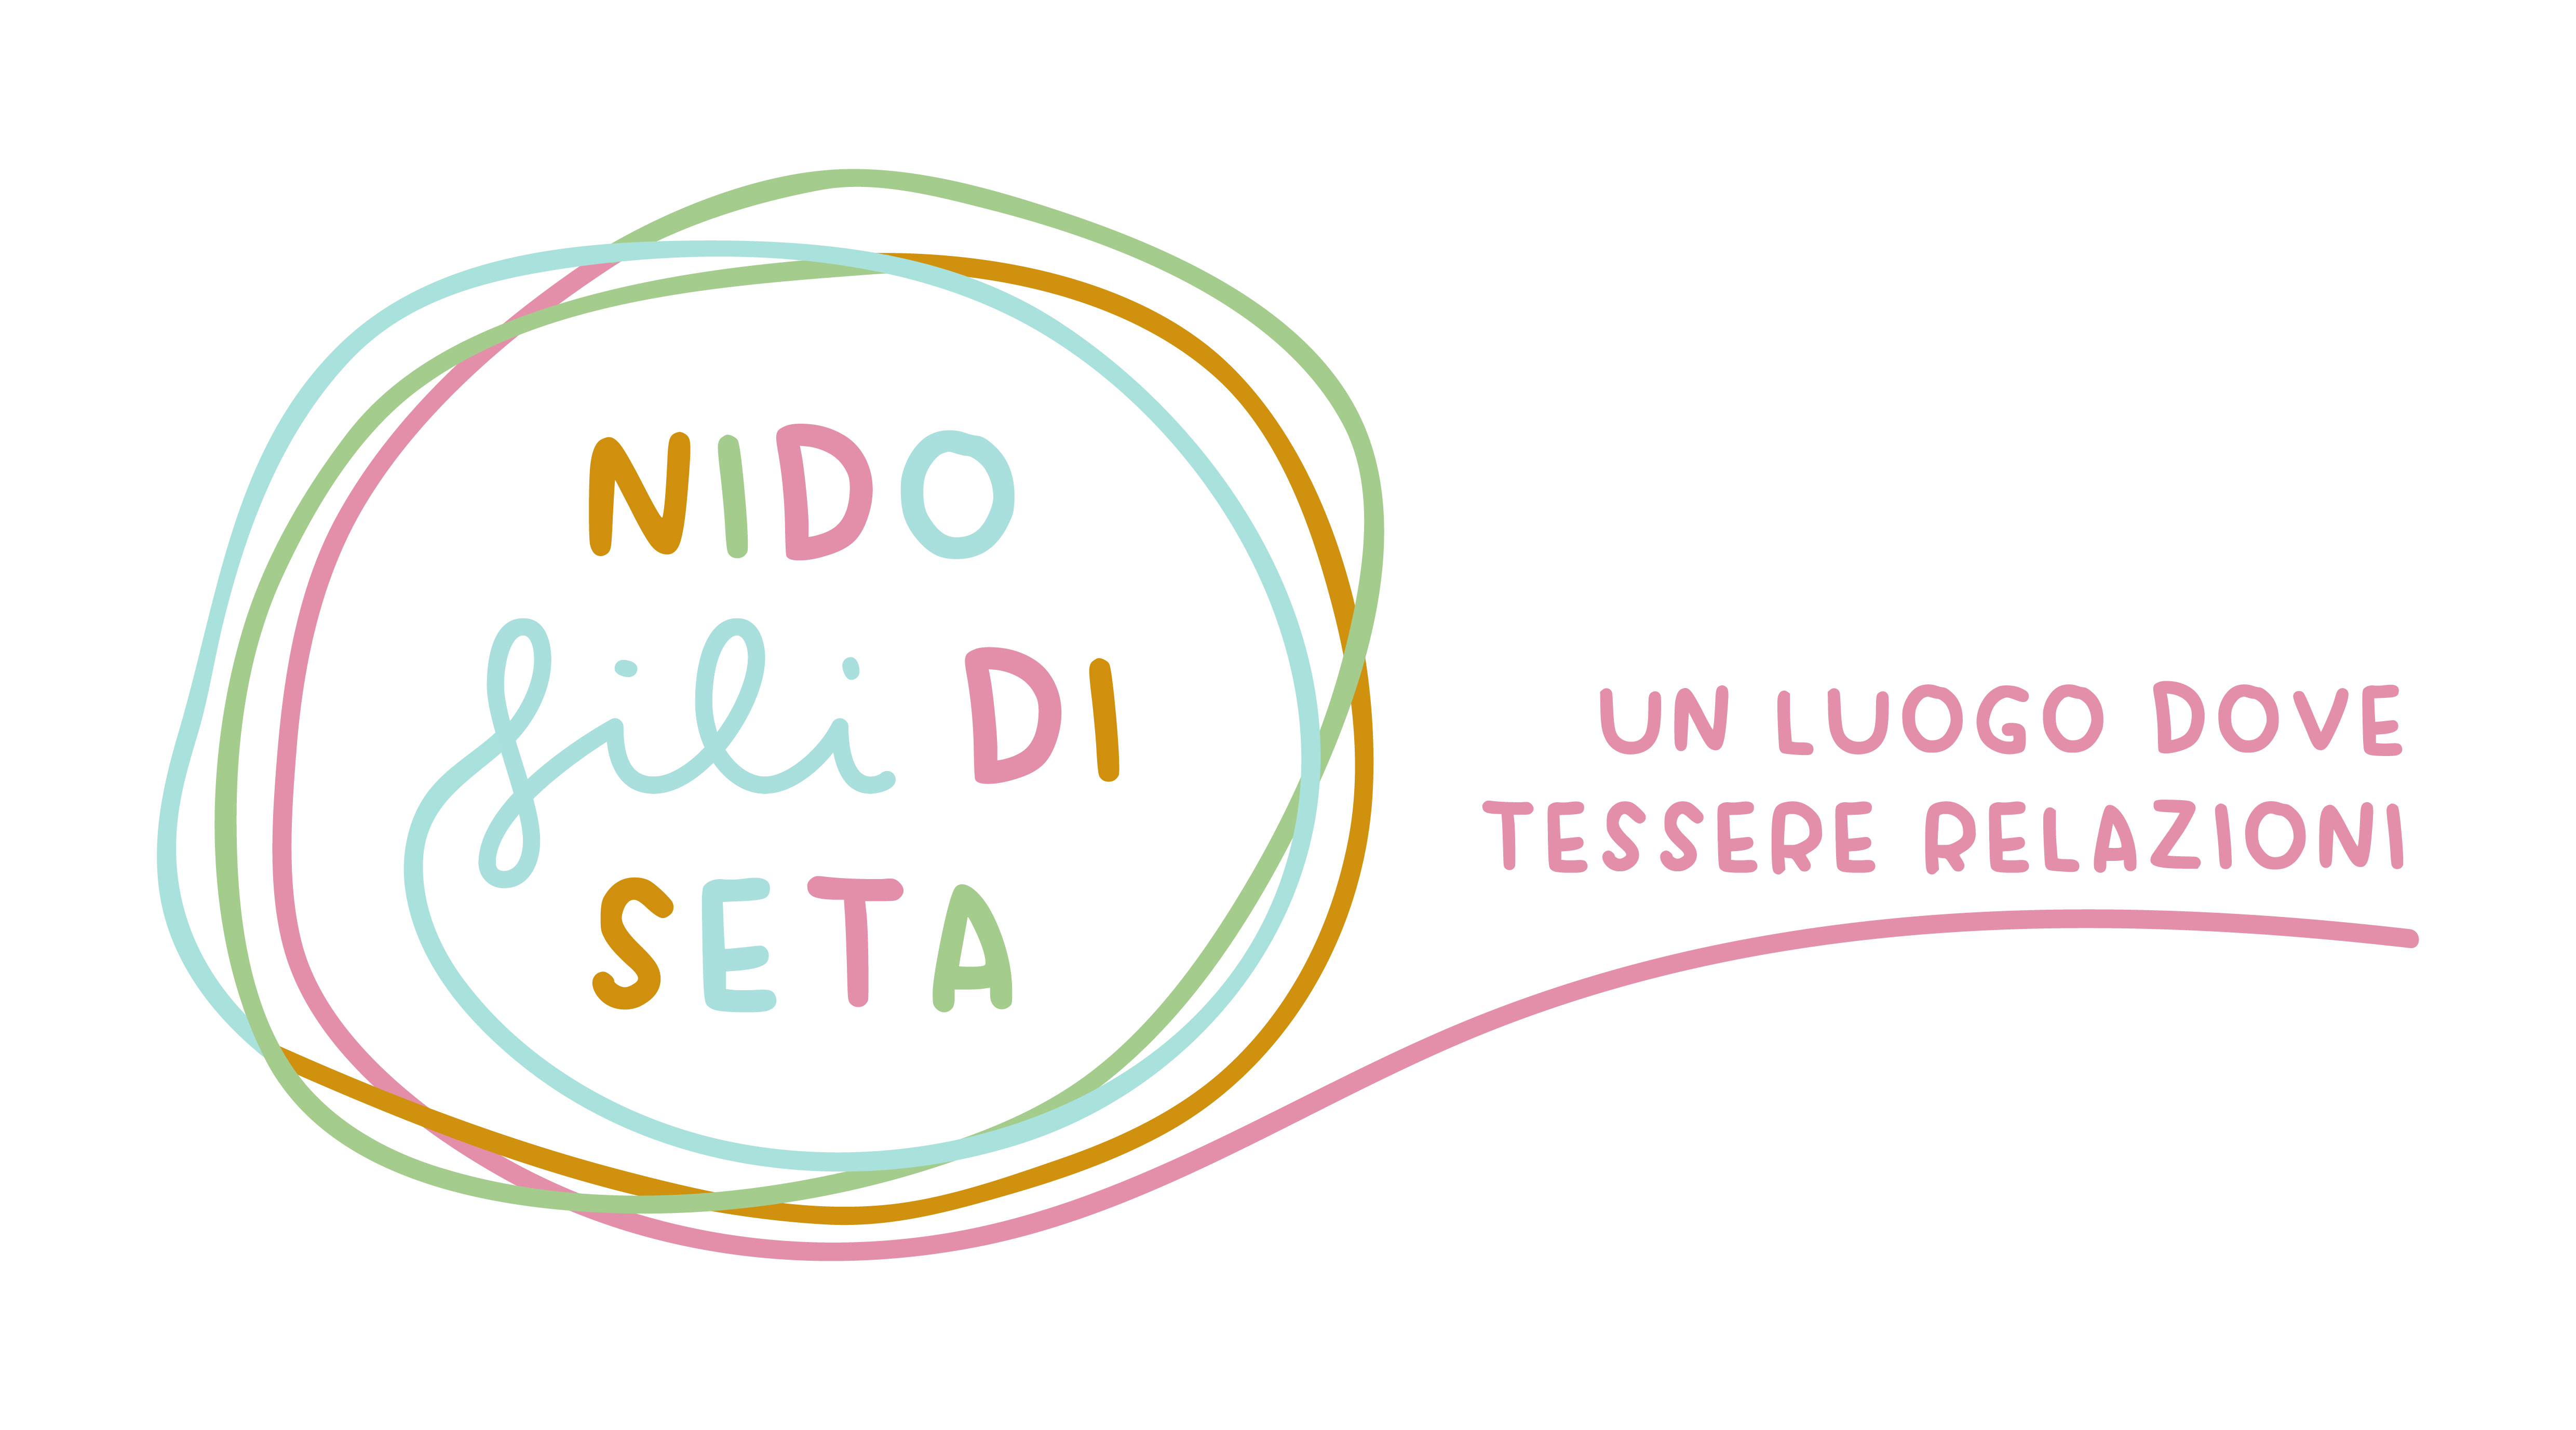 NIDO
fili DI
SETA
UN LUOGO DOVE
TESSERE RELAZIONI